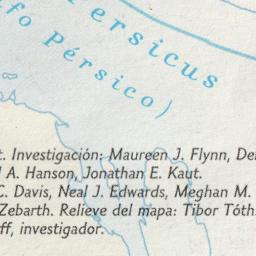 ersicus
fo Pérsico)
t. Investigación: Maureen J. Flynn, De
l A. Hanson, Jonathan E. Kaut.
C. Davis, Neal J. Edwards, Meghan M.
Zebarth. Relieve del mapa: Tibor Tóth
ff, investigador.